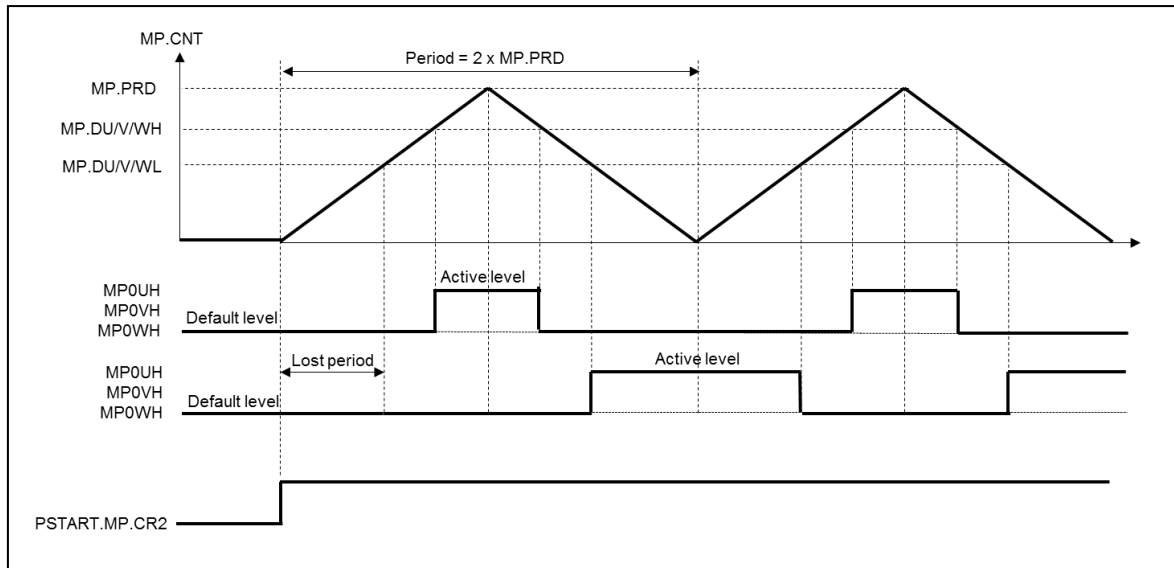 MP.CNT
Period = 2 x MP.PRD
MP.PRD
MP.DU/V/WH
MP.DU/V/WL
Active level
MP0UH
MP0VH
MP0WH
Default level
Lost period
Active level
MP0UH
MP0VH
MP0WH
Default level
PSTART.MP.CR2